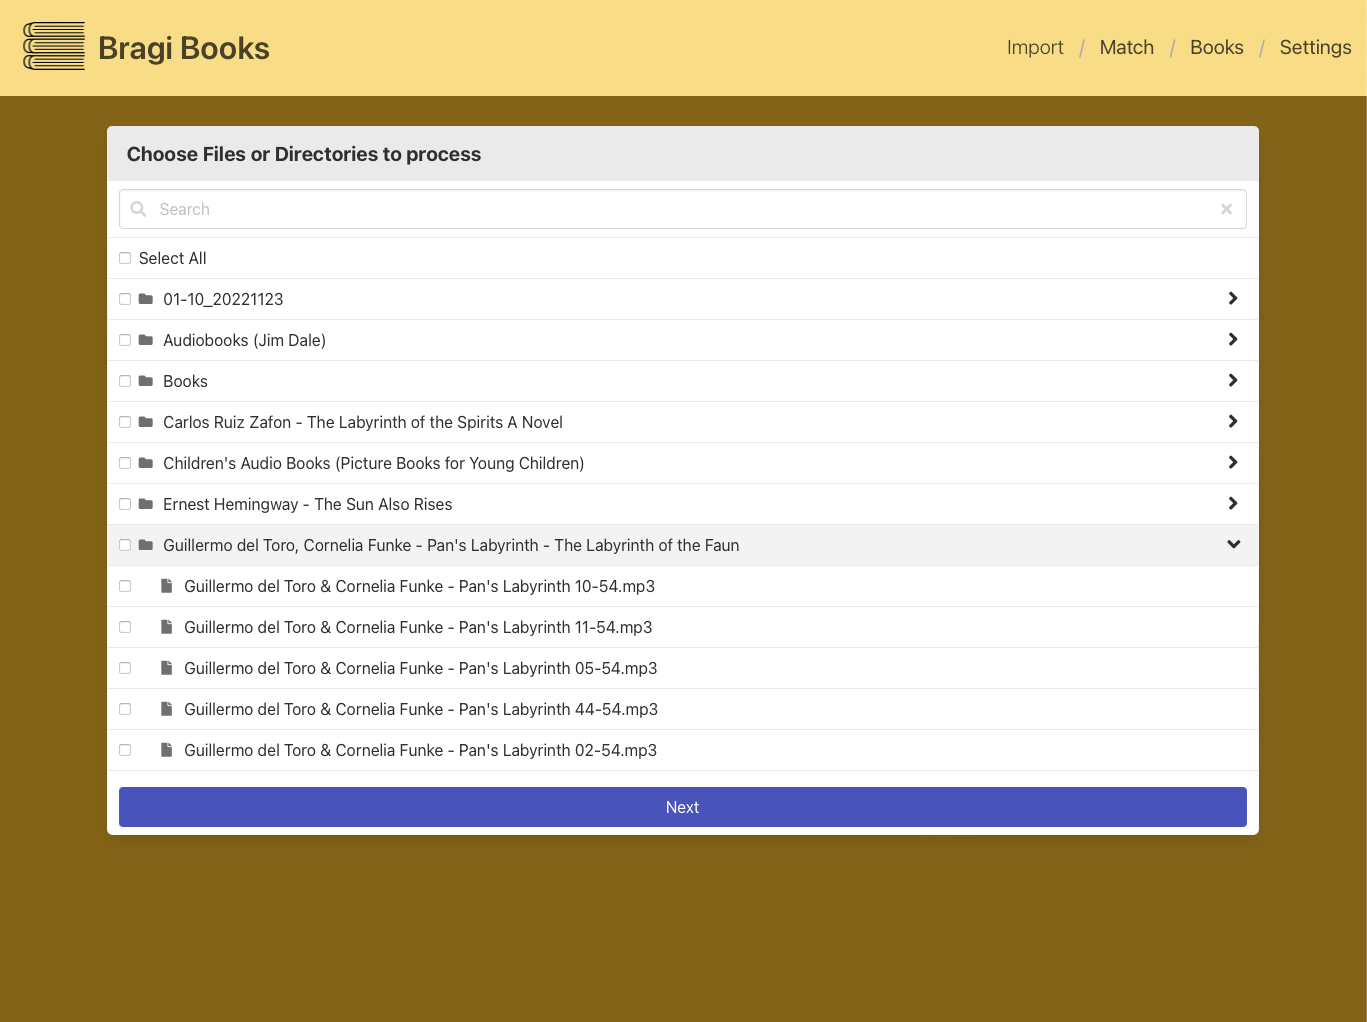 Bragi Books
Import / Match / Books / Settings
Choose Files or Directories to process
Search
Select All
01-10_20221123
Audiobooks (Jim Dale)
Books
Carlos Ruiz Zafon - The Labyrinth of the Spirits A Novel
Children's Audio Books (Picture Books for Young Children)
Ernest Hemingway - The Sun Also Rises
Guillermo del Toro, Cornelia Funke - Pan's Labyrinth - The Labyrinth of the Faun
Guillermo del Toro & Cornelia Funke - Pan's Labyrinth 10-54.mp3
Guillermo del Toro & Cornelia Funke - Pan's Labyrinth 11-54.mp3
Guillermo del Toro & Cornelia Funke - Pan's Labyrinth 05-54.mp3
Guillermo del Toro & Cornelia Funke - Pan's Labyrinth 44-54.mp3
Guillermo del Toro & Cornelia Funke - Pan's Labyrinth 02-54.mp3
Next